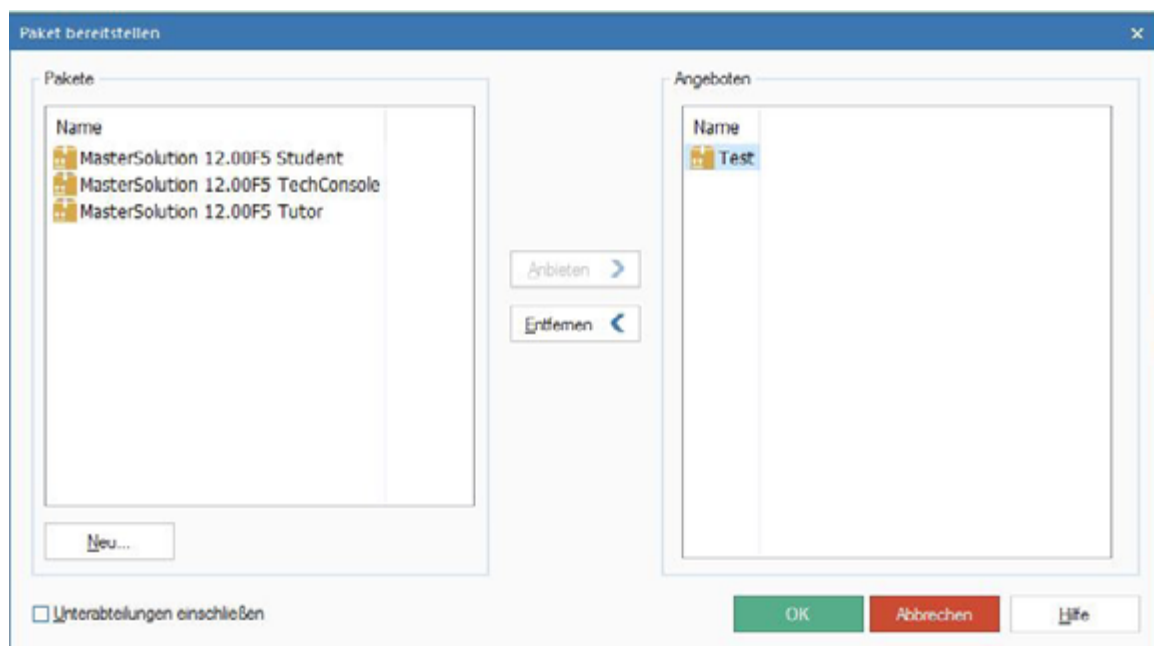 Paket bereitstellen
Pakete
Name
MasterSolution 12.00F5 Student
MasterSolution 12.00F5 TechConsole
MasterSolution 12.00F5 Tutor
Neu...
Anbieten
Entfernen
Angeboten
Name
Test
Unterabteilungen einschließen
OK
Abbrechen
Hilfe